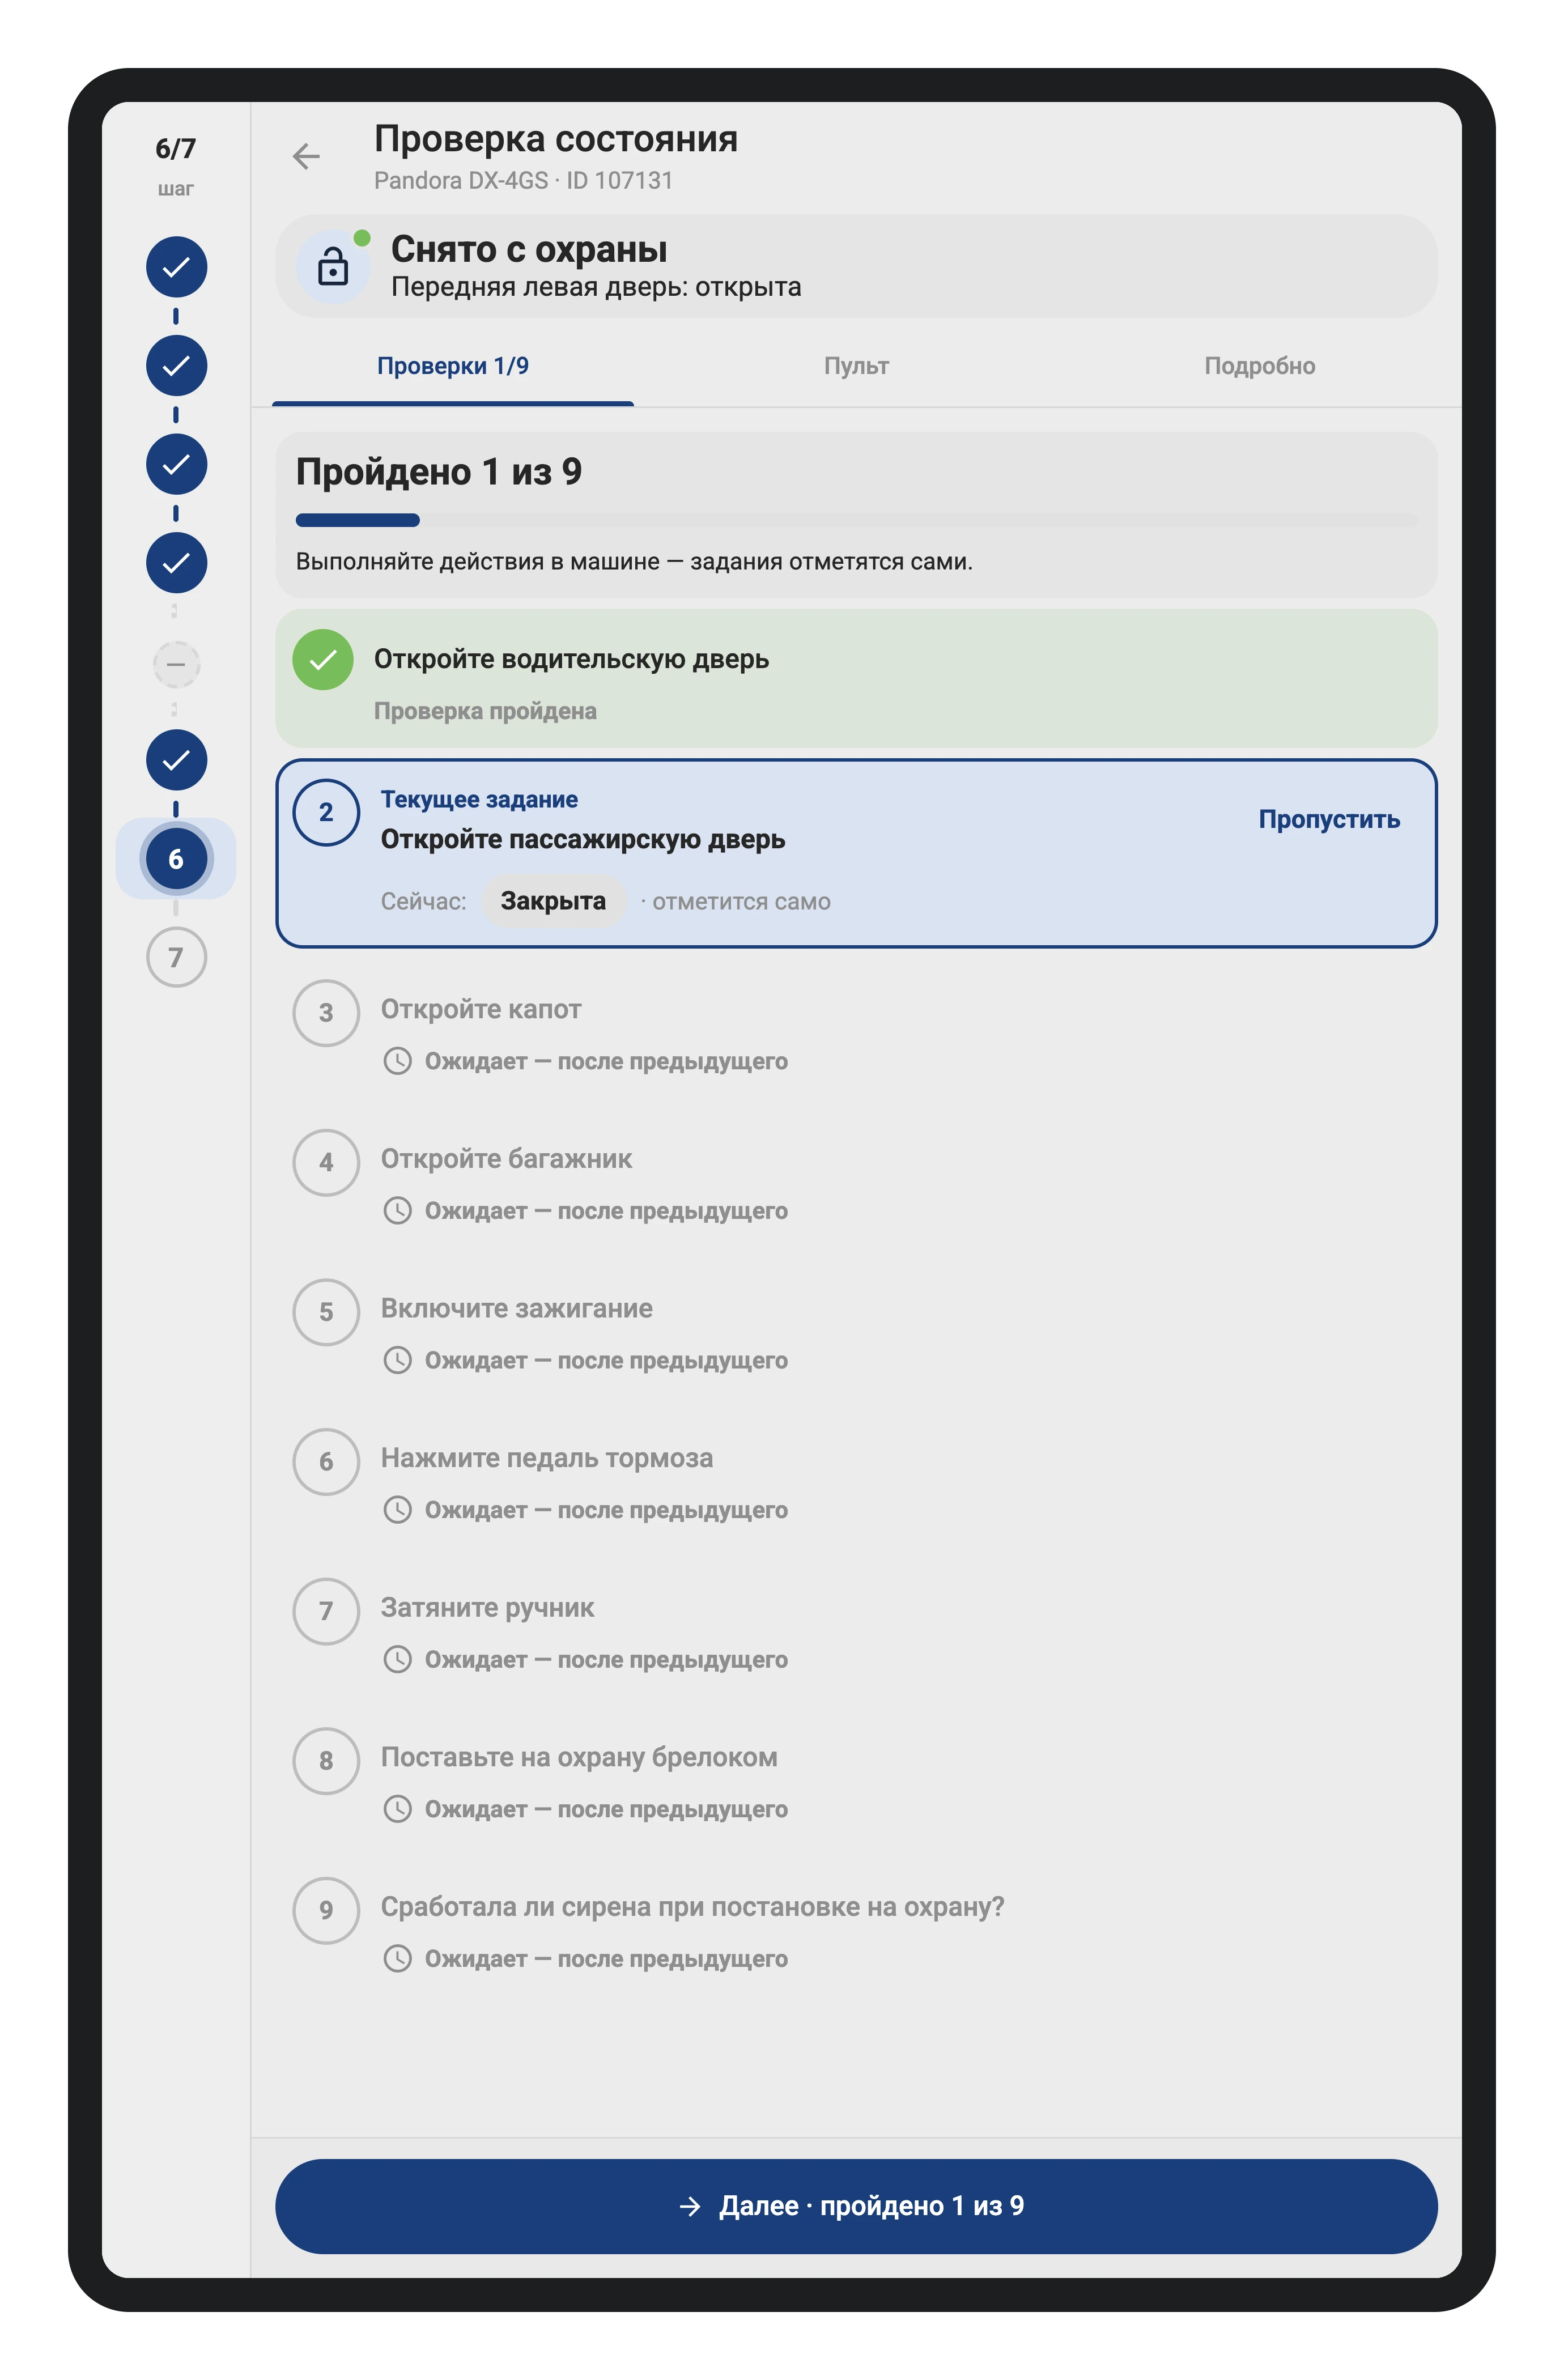 6/7
шаг
6
7
Проверка состояния
Pandora DX-4GS · ID 107131
Снято с охраны
Передняя левая дверь: открыта
Проверки 1/9
Пульт
Подробно
Пройдено 1 из 9
Выполняйте действия в машине — задания отметятся сами.
Откройте водительскую дверь
Проверка пройдена
2
Текущее задание
Откройте пассажирскую дверь
Пропустить
Сейчас: Закрыта · отметится само
3 Откройте капот
Ожидает — после предыдущего
4 Откройте багажник
Ожидает — после предыдущего
5 Включите зажигание
Ожидает — после предыдущего
6 Нажмите педаль тормоза
Ожидает — после предыдущего
7 Затяните ручник
Ожидает — после предыдущего
8 Поставьте на охрану брелоком
Ожидает — после предыдущего
9 Сработала ли сирена при постановке на охрану?
Ожидает — после предыдущего
Далее · пройдено 1 из 9